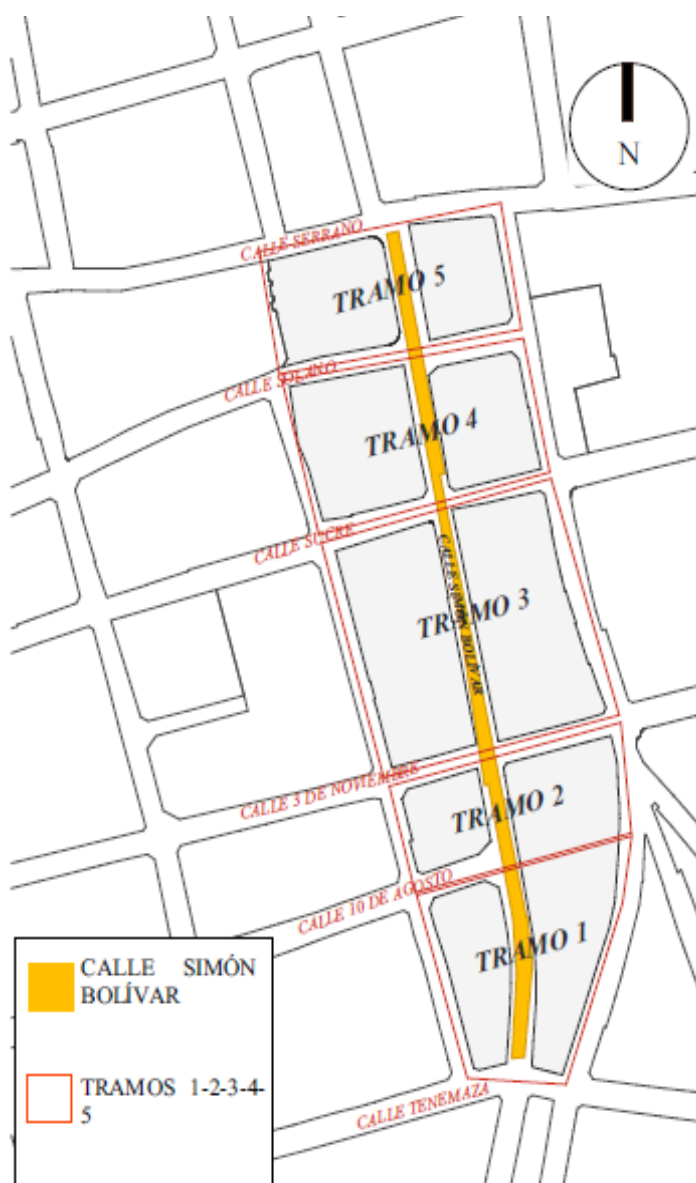 N
CALLE SERRANO
TRAMO 5
CALLE SOLANO
TRAMO 4
CALLE SUCRE
CALLE SIMÓN BOLÍVAR
TRAMO 3
CALLE 3 DE NOVIEMBRE
TRAMO 2
CALLE 10 DE AGOSTO
TRAMO 1
CALLE TENEMAZA
CALLE SIMÓN
BOLÍVAR
TRAMOS 1-2-3-4-
5